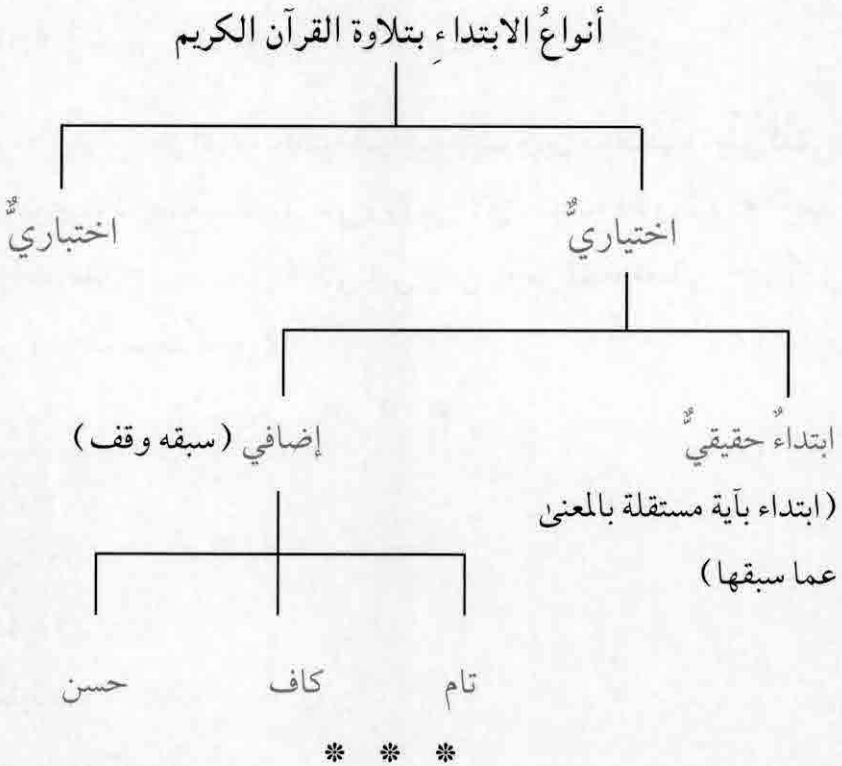 أنواعُ الابتداءِ بتلاوة القرآن الكريم
اختياريٌّ اختباريٌّ
ابتداءٌ حقيقيٌّ إضافي (سبقه وقف)
(ابتداء بآية مستقلة بالمعنىٰ
عما سبقها)
تام كاف حسن
* * *